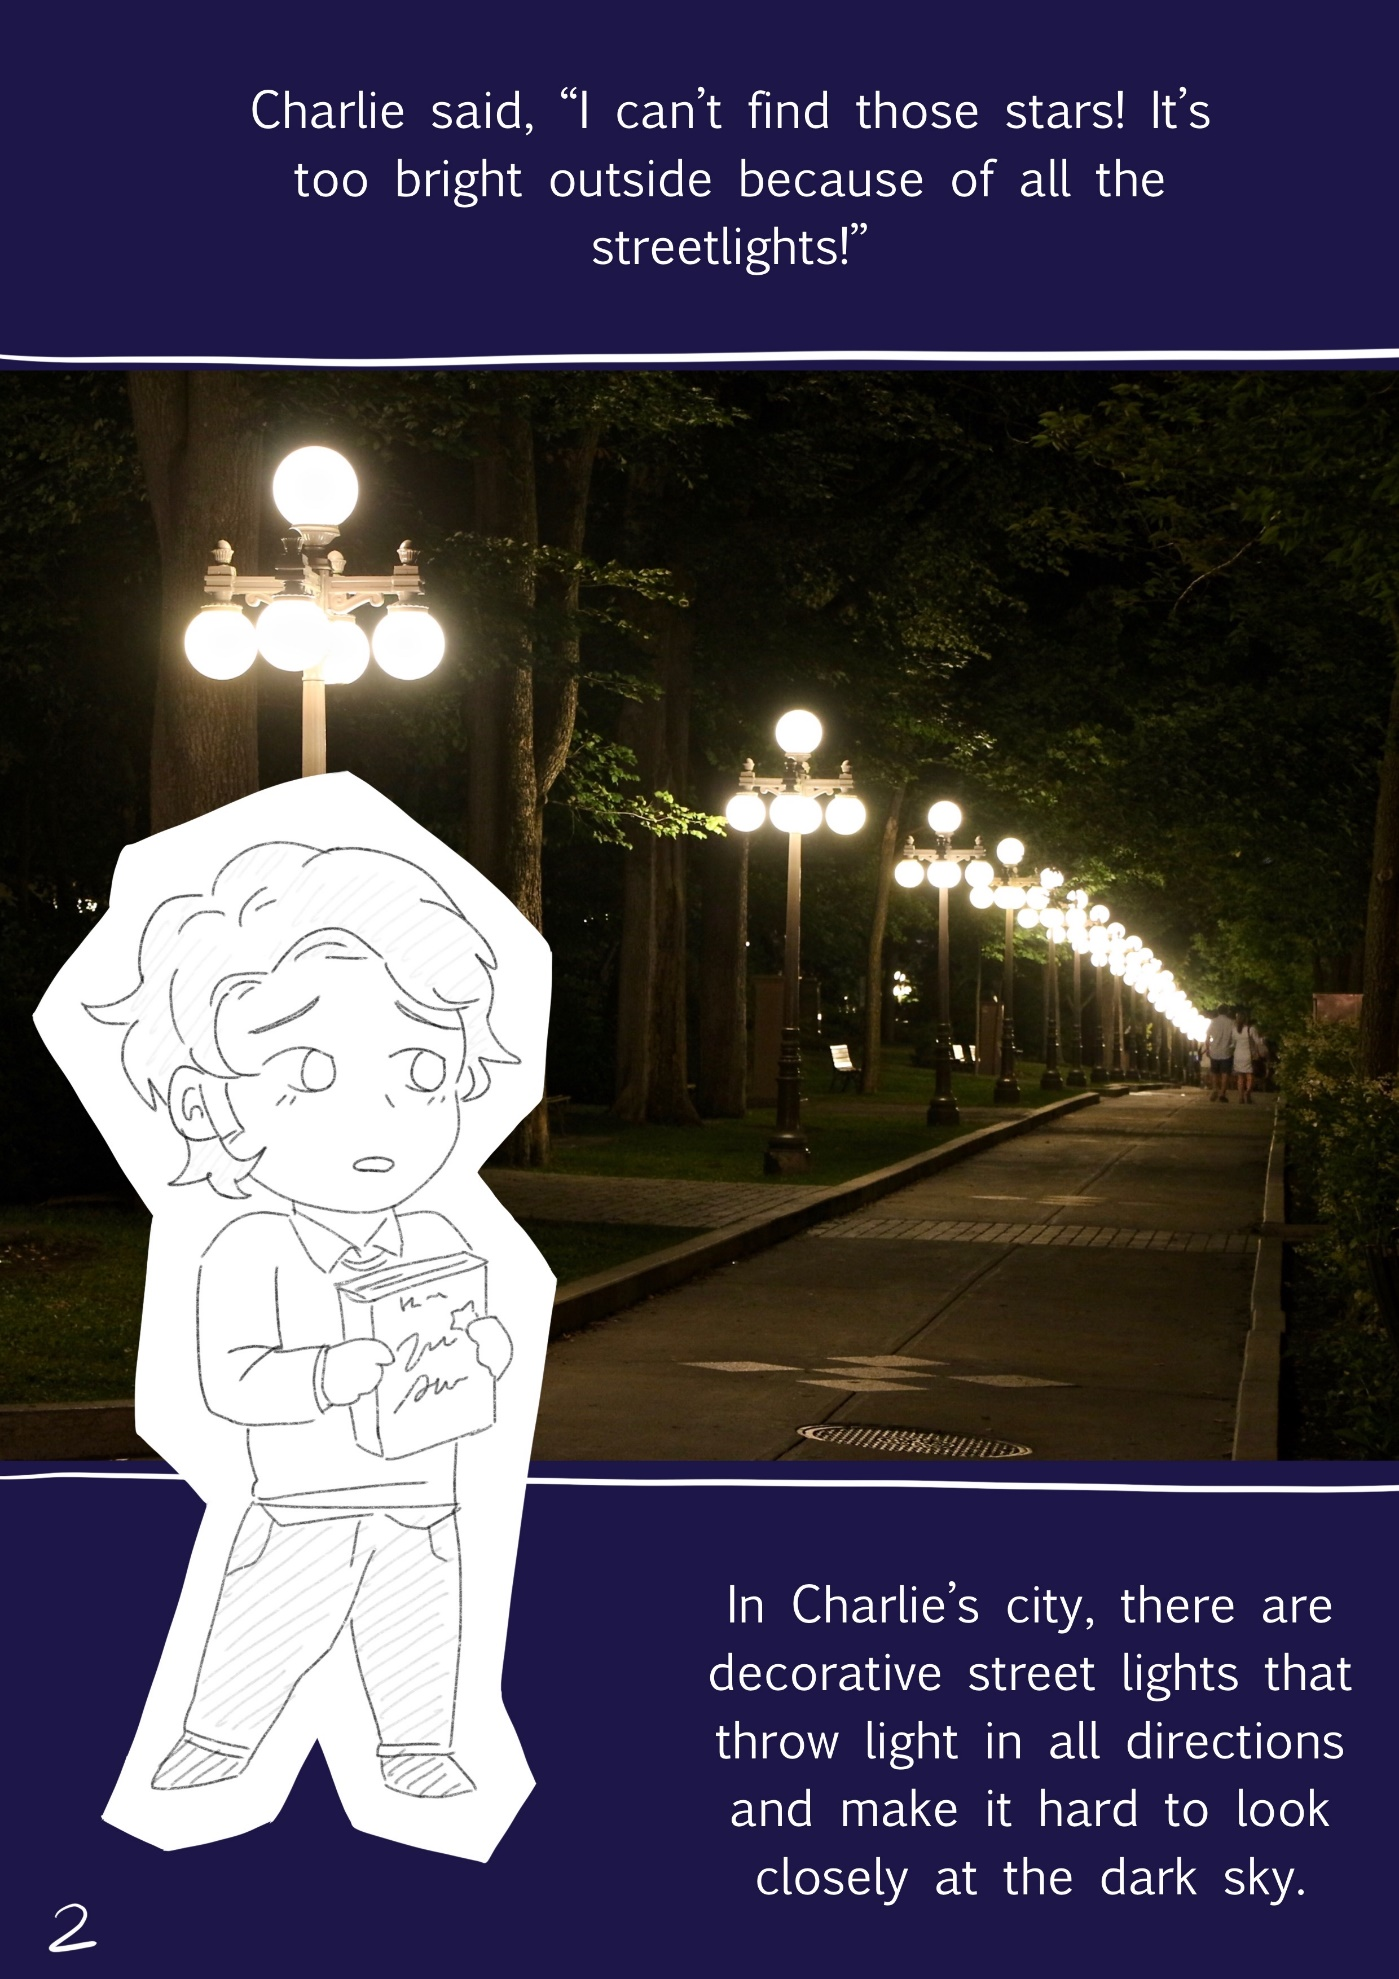 Charlie said, “I can’t find those stars! It’s
too bright outside because of all the
streetlights!”
In Charlie’s city, there are
decorative street lights that
throw light in all directions
and make it hard to look
closely at the dark sky.
2